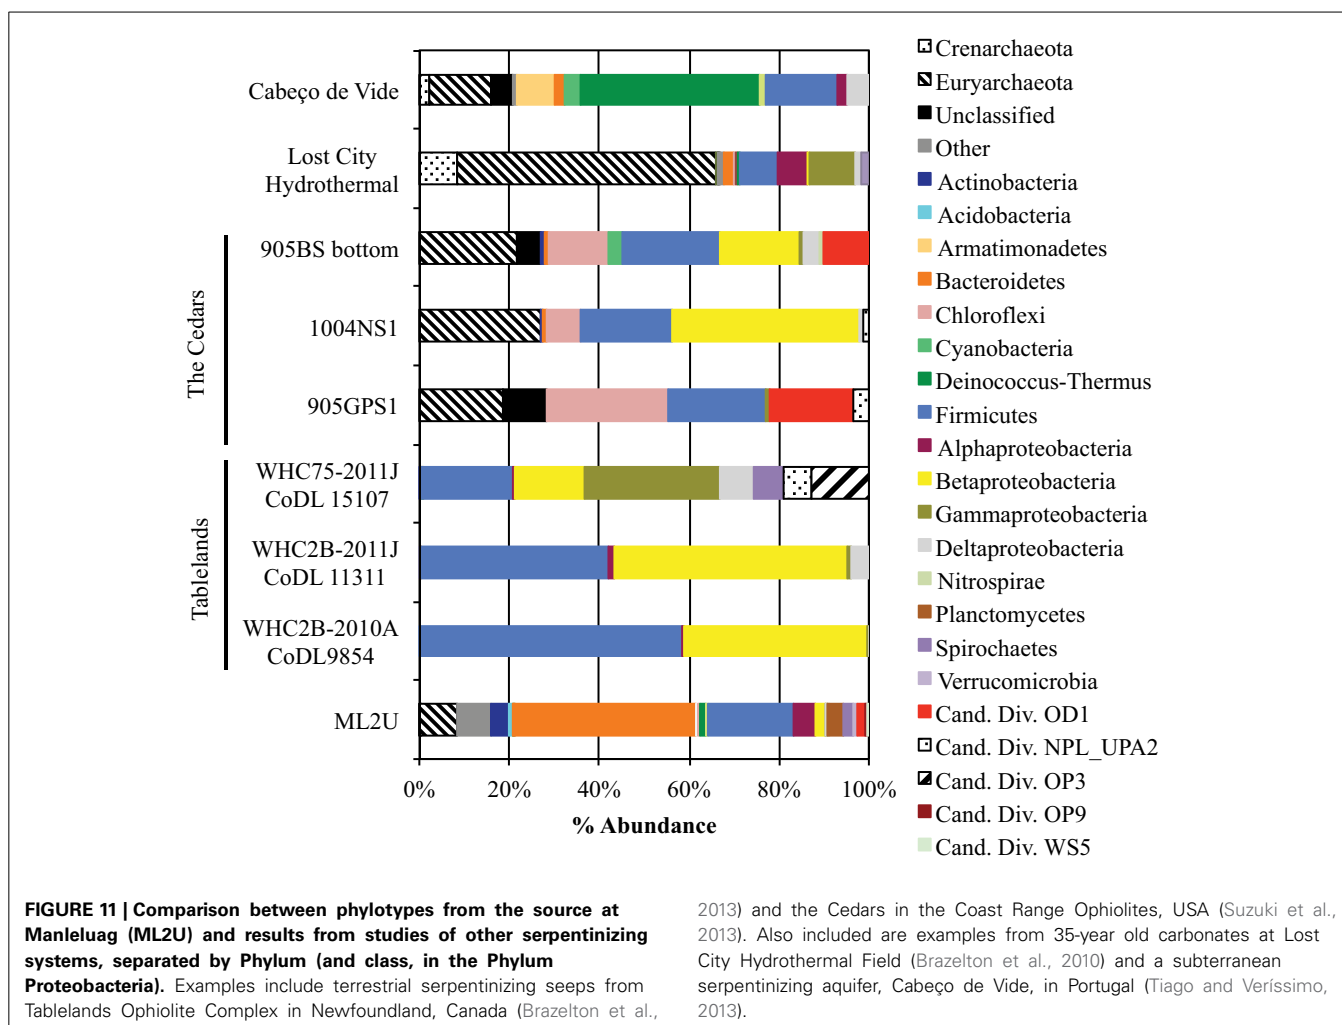 Cabeço de Vide
Lost City
Hydrothermal
905BS bottom
1004NS1
905GPS1
WHC75-2011J
CoDL 15107
WHC2B-2011J
CoDL 11311
WHC2B-2010A
CoDL9854
ML2U
The Cedars
Tablelands
0% 20% 40% 60% 80% 100%
% Abundance
Crenarchaeota
Euryarchaeota
Unclassified
Other
Actinobacteria
Acidobacteria
Armatimonadetes
Bacteroidetes
Chloroflexi
Cyanobacteria
Deinococcus-Thermus
Firmicutes
Alphaproteobacteria
Betaproteobacteria
Gammaproteobacteria
Deltaproteobacteria
Nitrospirae
Planctomycetes
Spirochaetes
Verrucomicrobia
Cand. Div. OD1
Cand. Div. NPL_UPA2
Cand. Div. OP3
Cand. Div. OP9
Cand. Div. WS5
FIGURE 11 | Comparison between phylotypes from the source at
Manleluag (ML2U) and results from studies of other serpentinizing
systems, separated by Phylum (and class, in the Phylum
Proteobacteria). Examples include terrestrial serpentinizing seeps from
Tablelands Ophiolite Complex in Newfoundland, Canada (Brazelton et al.,
2013) and the Cedars in the Coast Range Ophiolites, USA (Suzuki et al.,
2013). Also included are examples from 35-year old carbonates at Lost
City Hydrothermal Field (Brazelton et al., 2010) and a subterranean
serpentinizing aquifer, Cabeço de Vide, in Portugal (Tiago and Veríssimo,
2013).